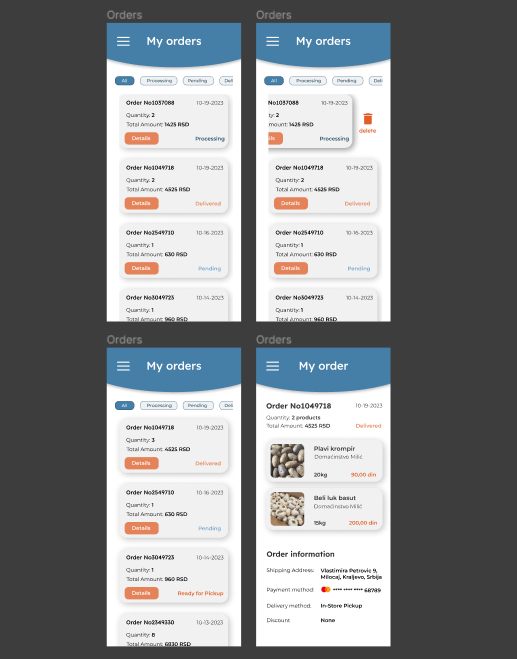 Orders
My orders
All
Processing
Pending
Deli
Order No1037088
10-19-2023
Quantity: 2
Total Amount: 1425 RSD
Details
Processing
Order No1049718
10-19-2023
Quantity: 2
Total Amount: 4525 RSD
Details
Delivered
Order No2549710
10-16-2023
Quantity: 1
Total Amount: 630 RSD
Details
Pending
Order No3049723
10-14-2023
Quantity: 1
Total Amount: 960 RSD
Orders
My orders
All
Processing
Pending
Deli
No1037088
10-19-2023
ty: 2
mount: 1425 RSD
ils
Processing
delete
Order No1049718
10-19-2023
Quantity: 2
Total Amount: 4525 RSD
Details
Delivered
Order No2549710
10-16-2023
Quantity: 1
Total Amount: 630 RSD
Details
Pending
Order No3049723
10-14-2023
Quantity: 1
Total Amount: 960 RSD
Orders
My orders
All
Processing
Pending
Deli
Order No1049718
10-19-2023
Quantity: 3
Total Amount: 4525 RSD
Details
Delivered
Order No2549710
10-16-2023
Quantity: 1
Total Amount: 630 RSD
Details
Pending
Order No3049723
10-14-2023
Quantity: 1
Total Amount: 960 RSD
Details
Ready for Pickup
Order No2349330
10-13-2023
Quantity: 8
Total Amount: 6830 RSD
Orders
My order
Order No1049718
10-19-2023
Quantity: 2 products
Total Amount: 4525 RSD
Delivered
Plavi krompir
Domaćinstvo Milić
20kg
90,00 din
Beli luk basut
Domaćinstvo Milić
15kg
200,00 din
Order information
Shipping Address: Vlastimira Petrovic 9,
Milocaj, Kraljevo, Srbija
Payment method: **** **** **** 68789
Delivery method: In-Store Pickup
Discount None